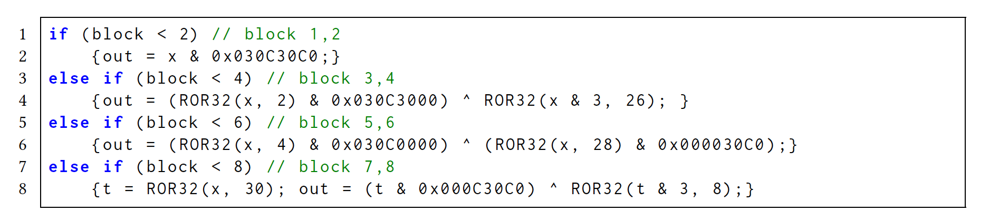 1 if (block < 2) // block 1,2
2 {out = x & 0x030C30C0;}
3 else if (block < 4) // block 3,4
4 {out = (ROR32(x, 2) & 0x030C3000) ^ ROR32(x & 3, 26); }
5 else if (block < 6) // block 5,6
6 {out = (ROR32(x, 4) & 0x030C0000) ^ (ROR32(x, 28) & 0x000030C0);}
7 else if (block < 8) // block 7,8
8 {t = ROR32(x, 30); out = (t & 0x000C30C0) ^ ROR32(t & 3, 8);}